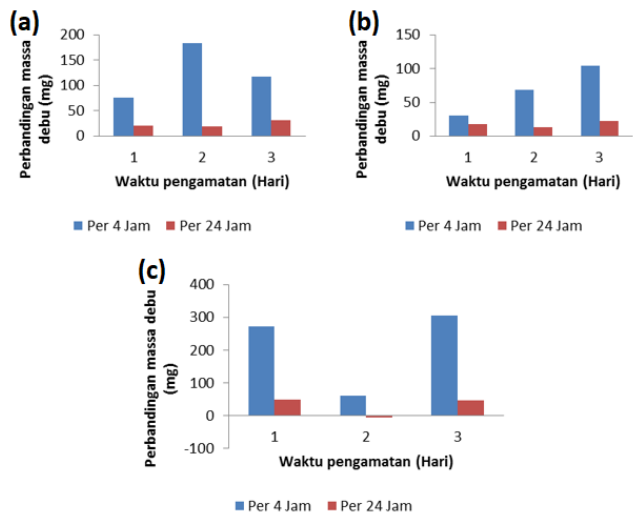 (a)
Perbandingan massa
debu (mg)
200
150
100
50
0
1 2 3
Waktu pengamatan (Hari)
Per 4 Jam Per 24 Jam
(b)
Perbandingan massa
debu (mg)
150
100
50
0
1 2 3
Waktu pengamatan (Hari)
Per 4 Jam Per 24 Jam
(c)
Perbandingan massa debu
(mg)
400
300
200
100
0
-100
1 2 3
Waktu pengamatan (Hari)
Per 4 Jam Per 24 Jam